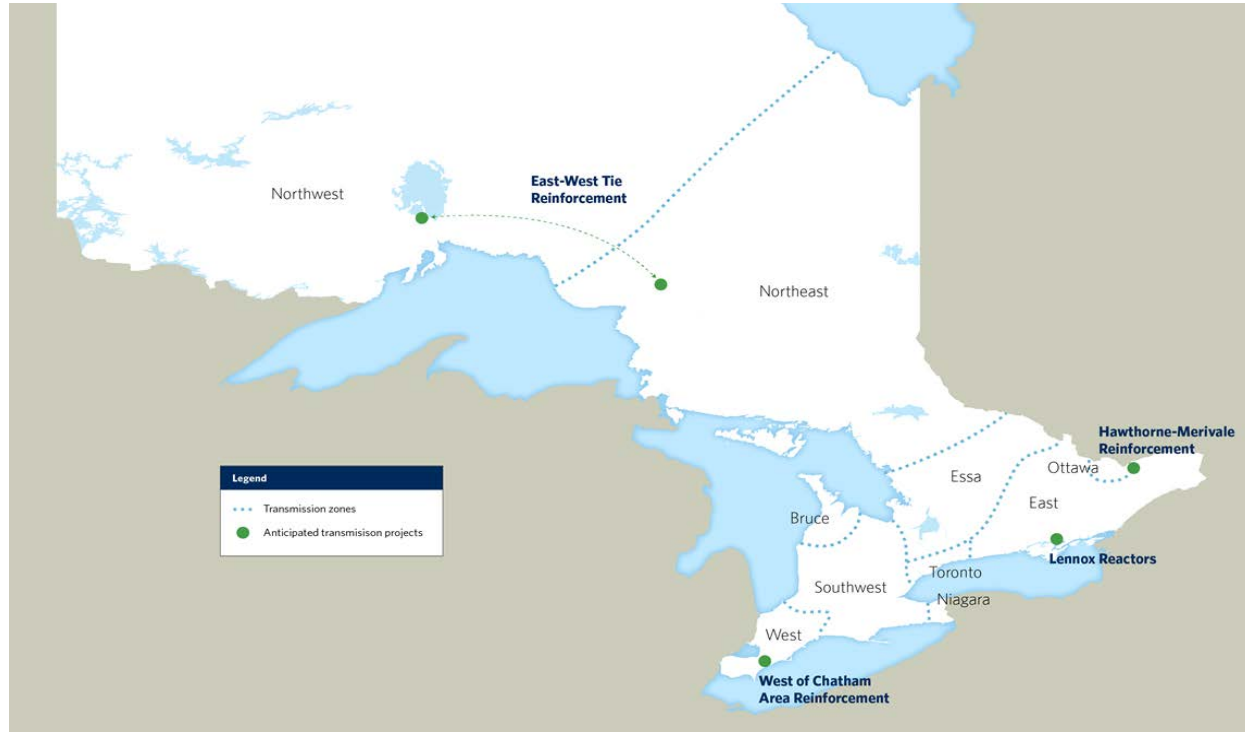 East-West Tie
Reinforcement
Northwest
Northeast
Hawthorne-Merivale
Reinforcement
Legend
Transmission zones
Anticipated transmisison projects
Ottawa
Essa
East
Bruce
Lennox Reactors
Toronto
Southwest
Niagara
West
West of Chatham
Area Reinforcement